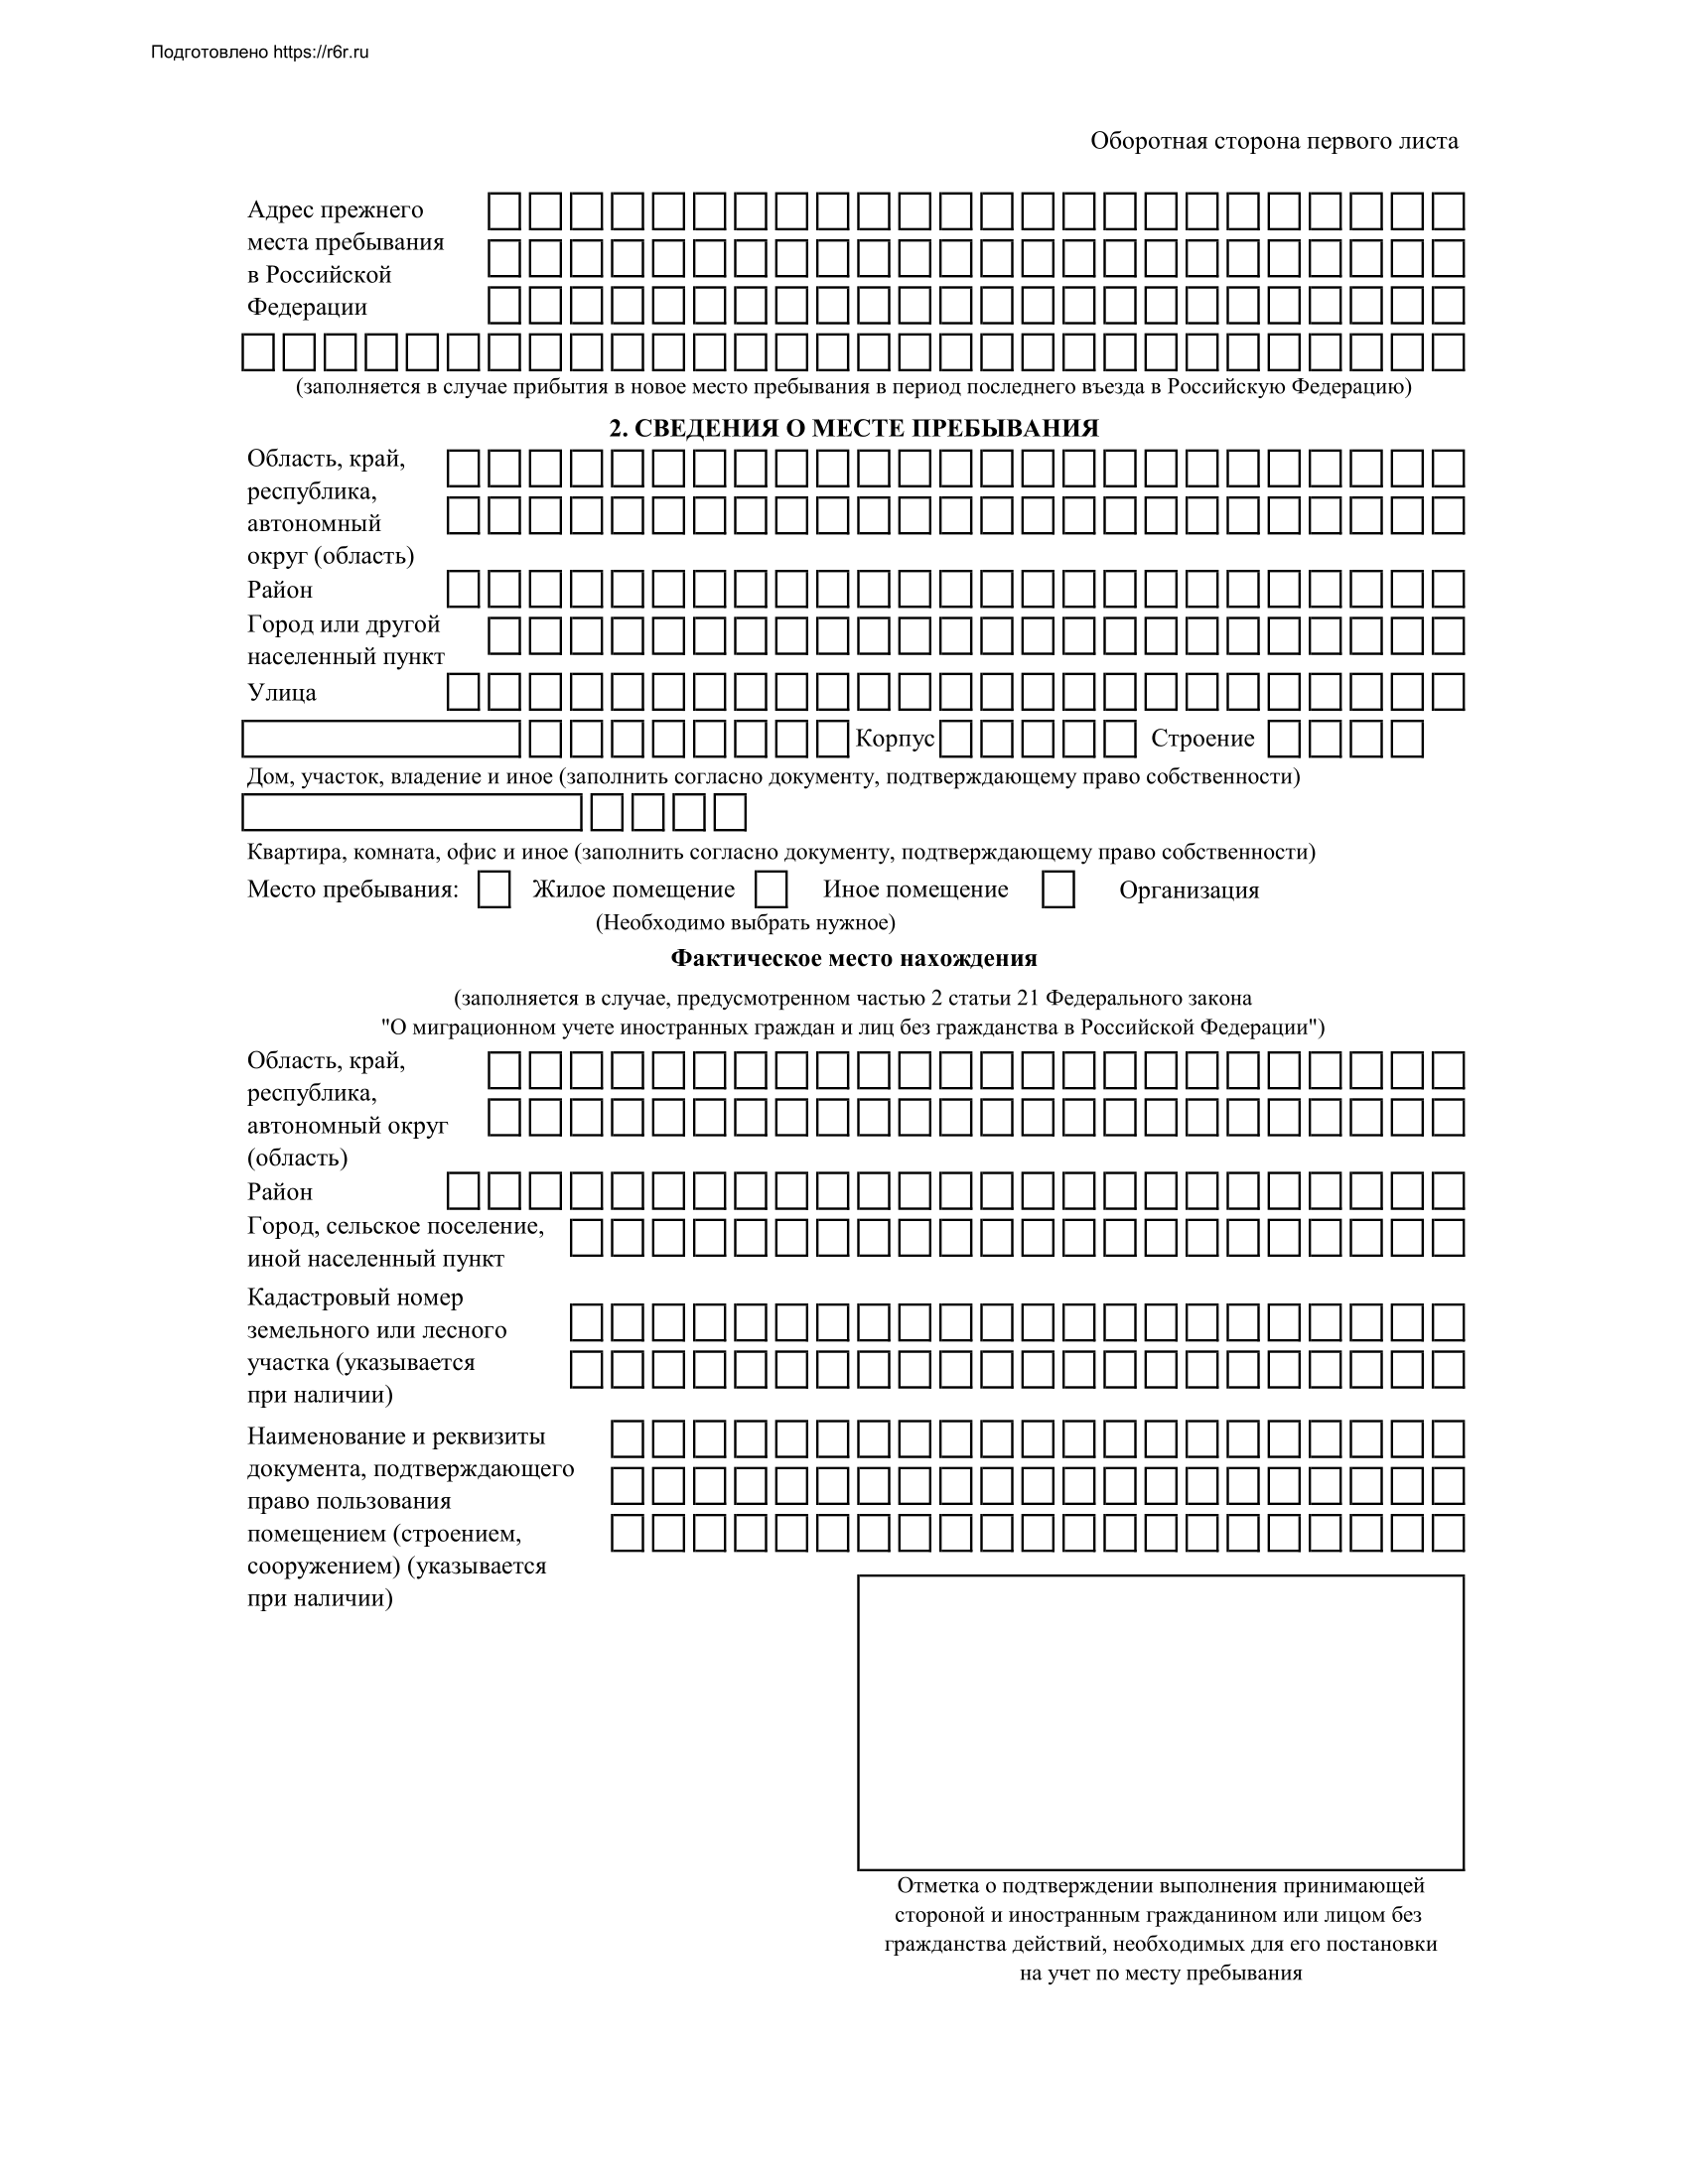 Подготовлено https://r6r.ru
Оборотная сторона первого листа
Адрес прежнего
места пребывания
в Российской
Федерации
(заполняется в случае прибытия в новое место пребывания в период последнего въезда в Российскую Федерацию)
2. СВЕДЕНИЯ О МЕСТЕ ПРЕБЫВАНИЯ
Область, край,
республика,
автономный
округ (область)
Район
Город или другой
населенный пункт
Улица
Корпус Строение
Дом, участок, владение и иное (заполнить согласно документу, подтверждающему право собственности)
Квартира, комната, офис и иное (заполнить согласно документу, подтверждающему право собственности)
Место пребывания: Жилое помещение Иное помещение Организация
(Необходимо выбрать нужное)
Фактическое место нахождения
(заполняется в случае, предусмотренном частью 2 статьи 21 Федерального закона
"О миграционном учете иностранных граждан и лиц без гражданства в Российской Федерации")
Область, край,
республика,
автономный округ
(область)
Район
Город, сельское поселение,
иной населенный пункт
Кадастровый номер
земельного или лесного
участка (указывается
при наличии)
Наименование и реквизиты
документа, подтверждающего
право пользования
помещением (строением,
сооружением) (указывается
при наличии)
Отметка о подтверждении выполнения принимающей
стороной и иностранным гражданином или лицом без
гражданства действий, необходимых для его постановки
на учет по месту пребывания